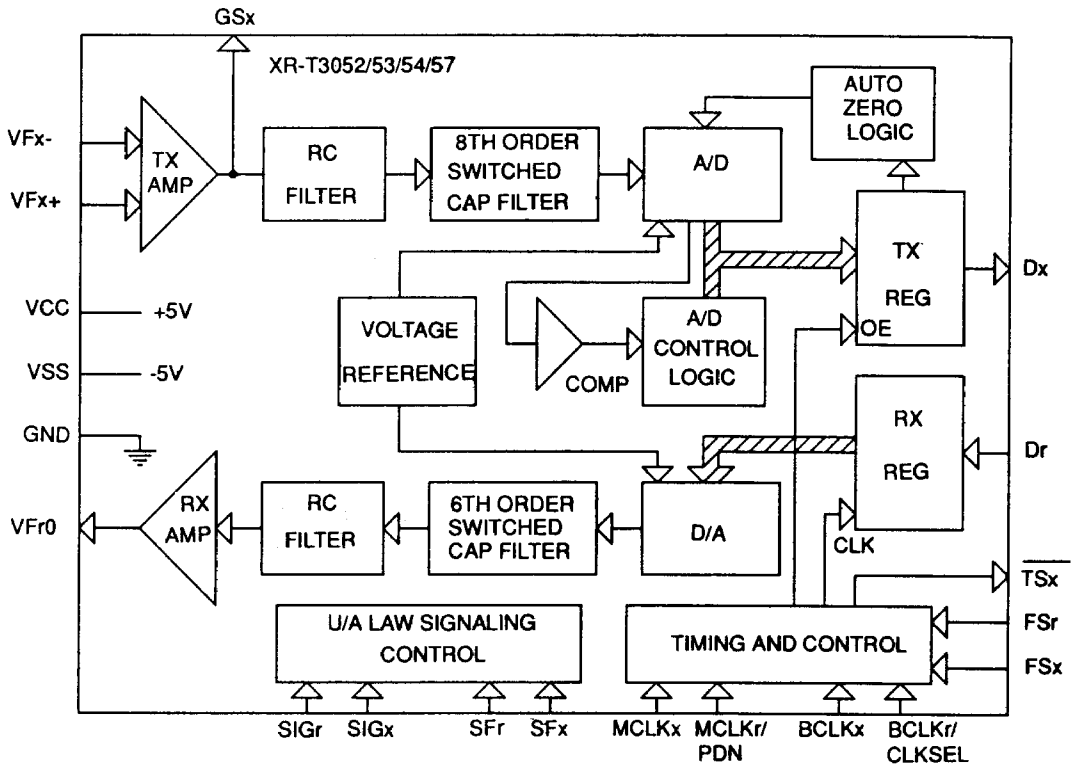 GSx
XR-T3052/53/54/57
VFx-
VFx+
TX
AMP
RC
FILTER
8TH ORDER
SWITCHED
CAP FILTER
A/D
AUTO
ZERO
LOGIC
TX
REG
OE
Dx
VCC
+5V
VSS
-5V
GND
VOLTAGE
REFERENCE
COMP
A/D
CONTROL
LOGIC
RX
REG
CLK
Dr
VFr0
RX
AMP
RC
FILTER
6TH ORDER
SWITCHED
CAP FILTER
D/A
TSx
FSr
FSx
U/A LAW SIGNALING
CONTROL
TIMING AND CONTROL
SIGr
SIGx
SFr
SFx
MCLKx
MCLKr/
PDN
BCLKx
BCLKr/
CLKSEL